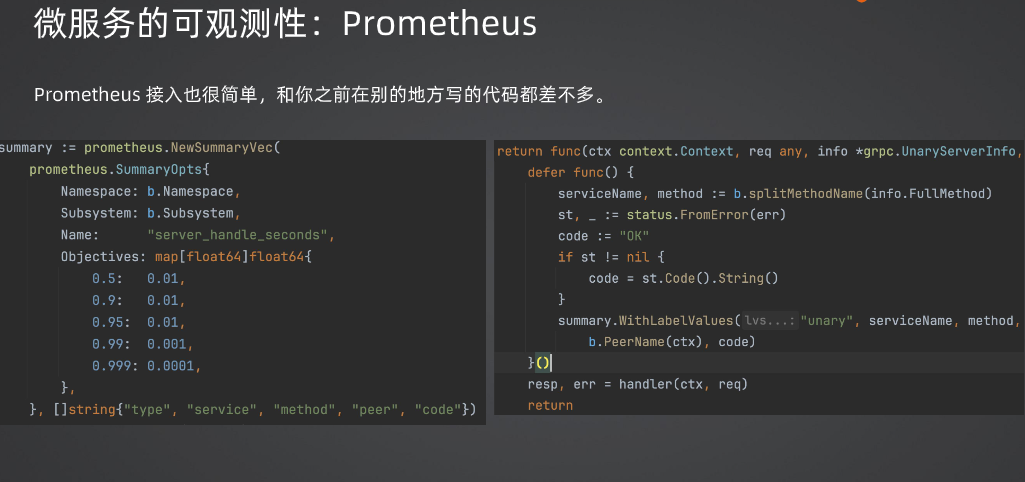 微服务的可观测性：Prometheus
Prometheus 接入也很简单，和你之前在别的地方写的代码都差不多。
summary := prometheus.NewSummaryVec(
prometheus.SummaryOpts{
Namespace: b.Namespace,
Subsystem: b.Subsystem,
Name: "server_handle_seconds",
Objectives: map[float64]float64{
0.5: 0.01,
0.9: 0.01,
0.95: 0.01,
0.99: 0.001,
0.999: 0.0001,
},
}, []string{"type", "service", "method", "peer", "code"})
return func(ctx context.Context, req any, info *grpc.UnaryServerInfo,
defer func() {
serviceName, method := b.splitMethodName(info.FullMethod)
st, _ := status.FromError(err)
code := "OK"
if st != nil {
code = st.Code().String()
}
summary.WithLabelValues( lvs...: "unary", serviceName, method,
b.PeerName(ctx), code)
}()
resp, err = handler(ctx, req)
return